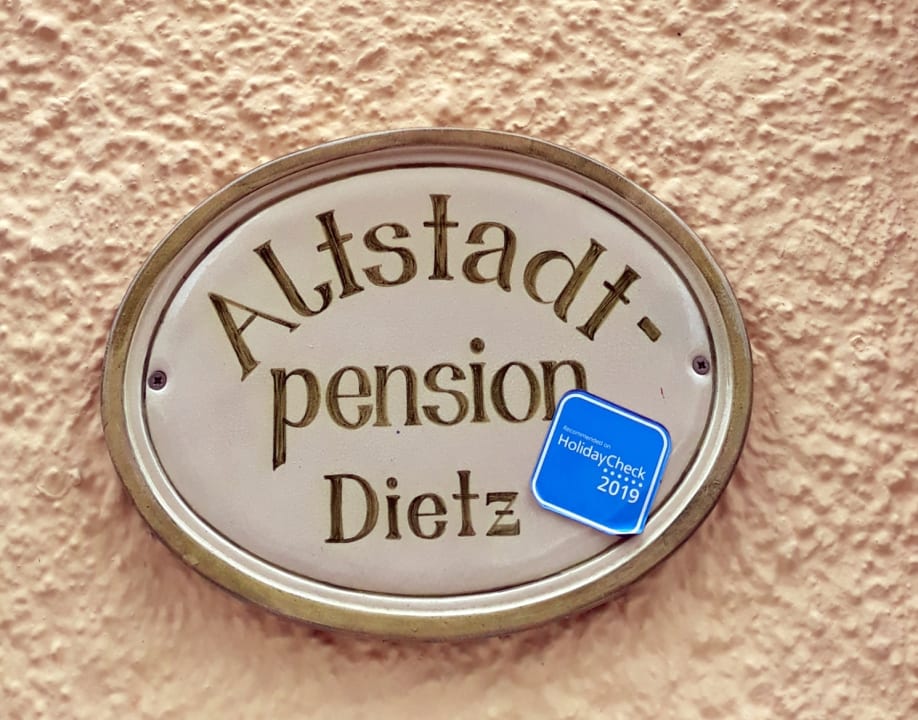 Altstadt-
pension
Dietz
Recommended on
HolidayCheck
2019